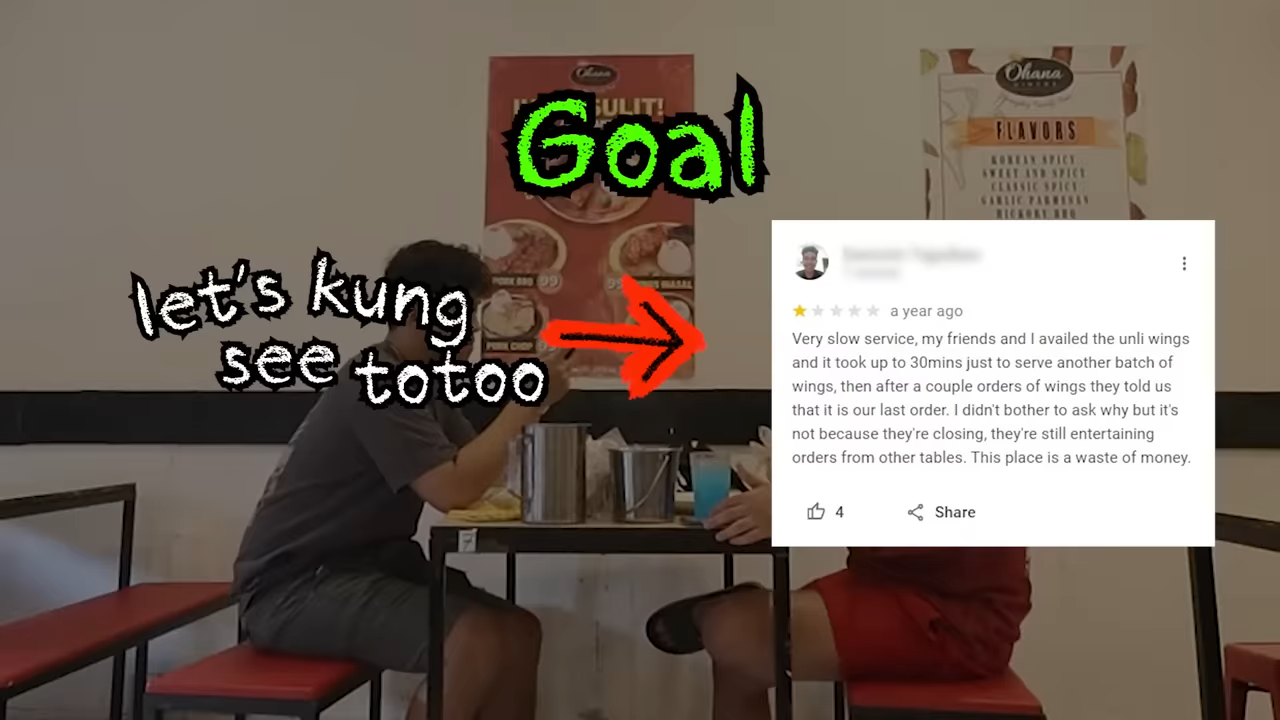 Ohana
SULIT!
Goal
Ohana
FLAVORS
KOREAN SPICY
SWEET AND SPICY
CLASSIC SPICY
GARLIC PARMESAN
HICKORY BBQ
let's kung
see totoo
PORK BBQ 99
PORK CHOP
a year ago
Very slow service, my friends and I availed the unli wings
and it took up to 30mins just to serve another batch of
wings, then after a couple orders of wings they told us
that it is our last order. I didn't bother to ask why but it's
not because they're closing, they're still entertaining
orders from other tables. This place is a waste of money.
4
Share
7